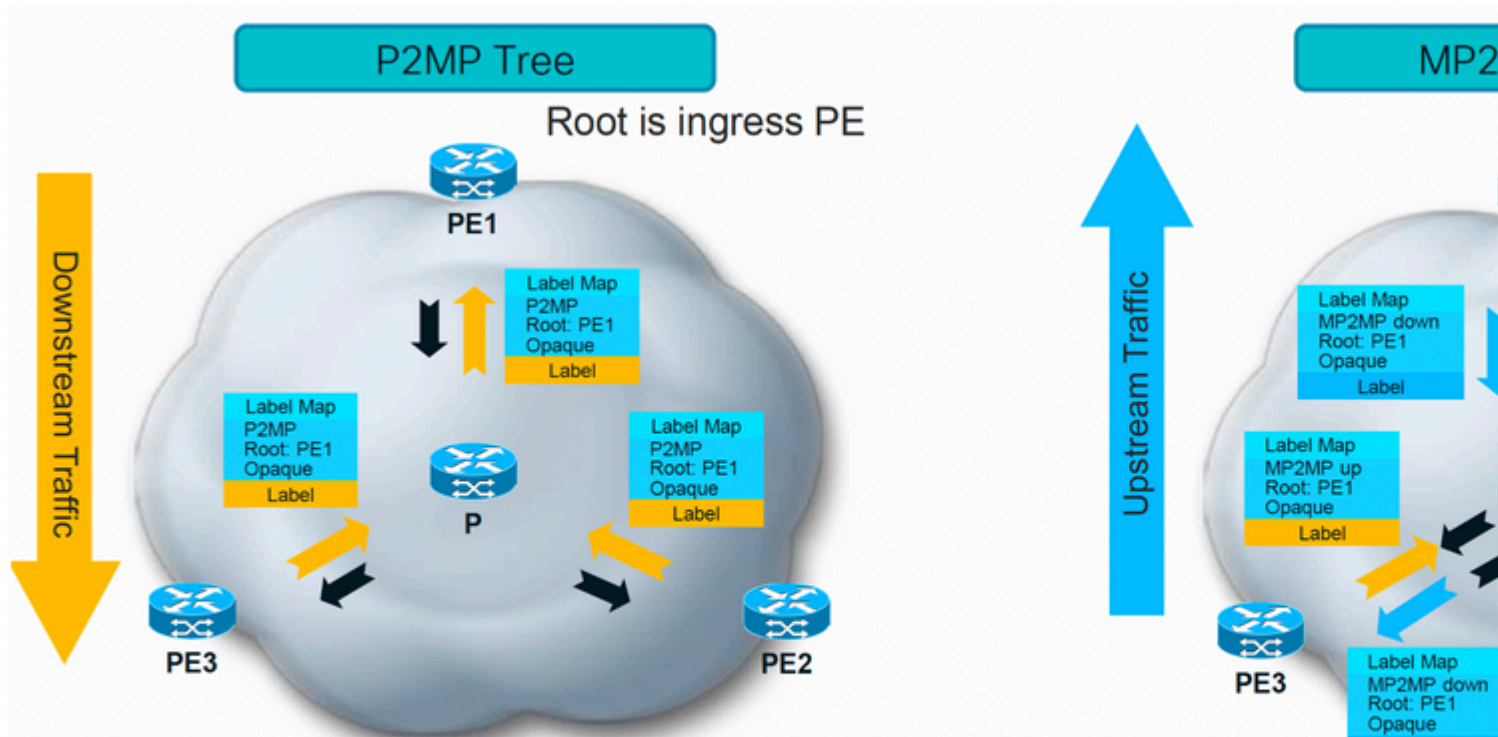 P2MP Tree
Root is ingress PE
Downstream Traffic
PE1
Label Map
P2MP
Root: PE1
Opaque
Label
Label Map
P2MP
Root: PE1
Opaque
Label
Label Map
P2MP
Root: PE1
Opaque
Label
P
PE3
PE2
MP2
Upstream Traffic
Label Map
MP2MP down
Root: PE1
Opaque
Label
Label Map
MP2MP up
Root: PE1
Opaque
Label
PE3
Label Map
MP2MP down
Root: PE1
Opaque